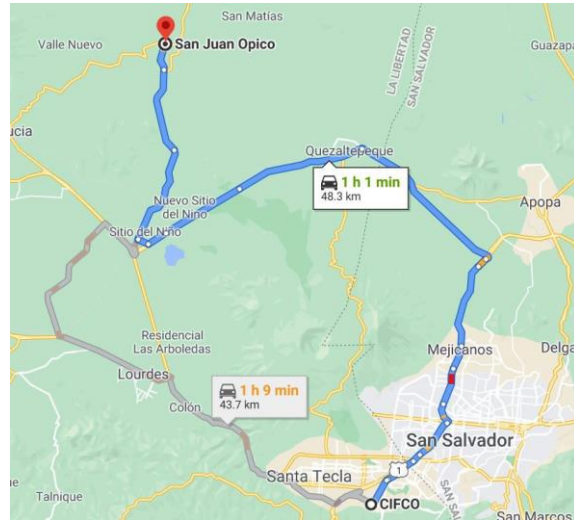 San Matías
Valle Nuevo
San Juan Opico
Guazapa
LA LIBERTAD
SAN SALVADOR
ucia
Quezaltepeque
1 h 1 min
48.3 km
Nuevo Sitio
del Niño
Apopa
Sitio del Niño
Residencial
Las Arboledas
Mejicanos
Delga
Lourdes
1 h 9 min
43.7 km
Colón
San Salvador
1
Santa Tecla
CIFCO
Talnique
SAN SAL
San Marcos